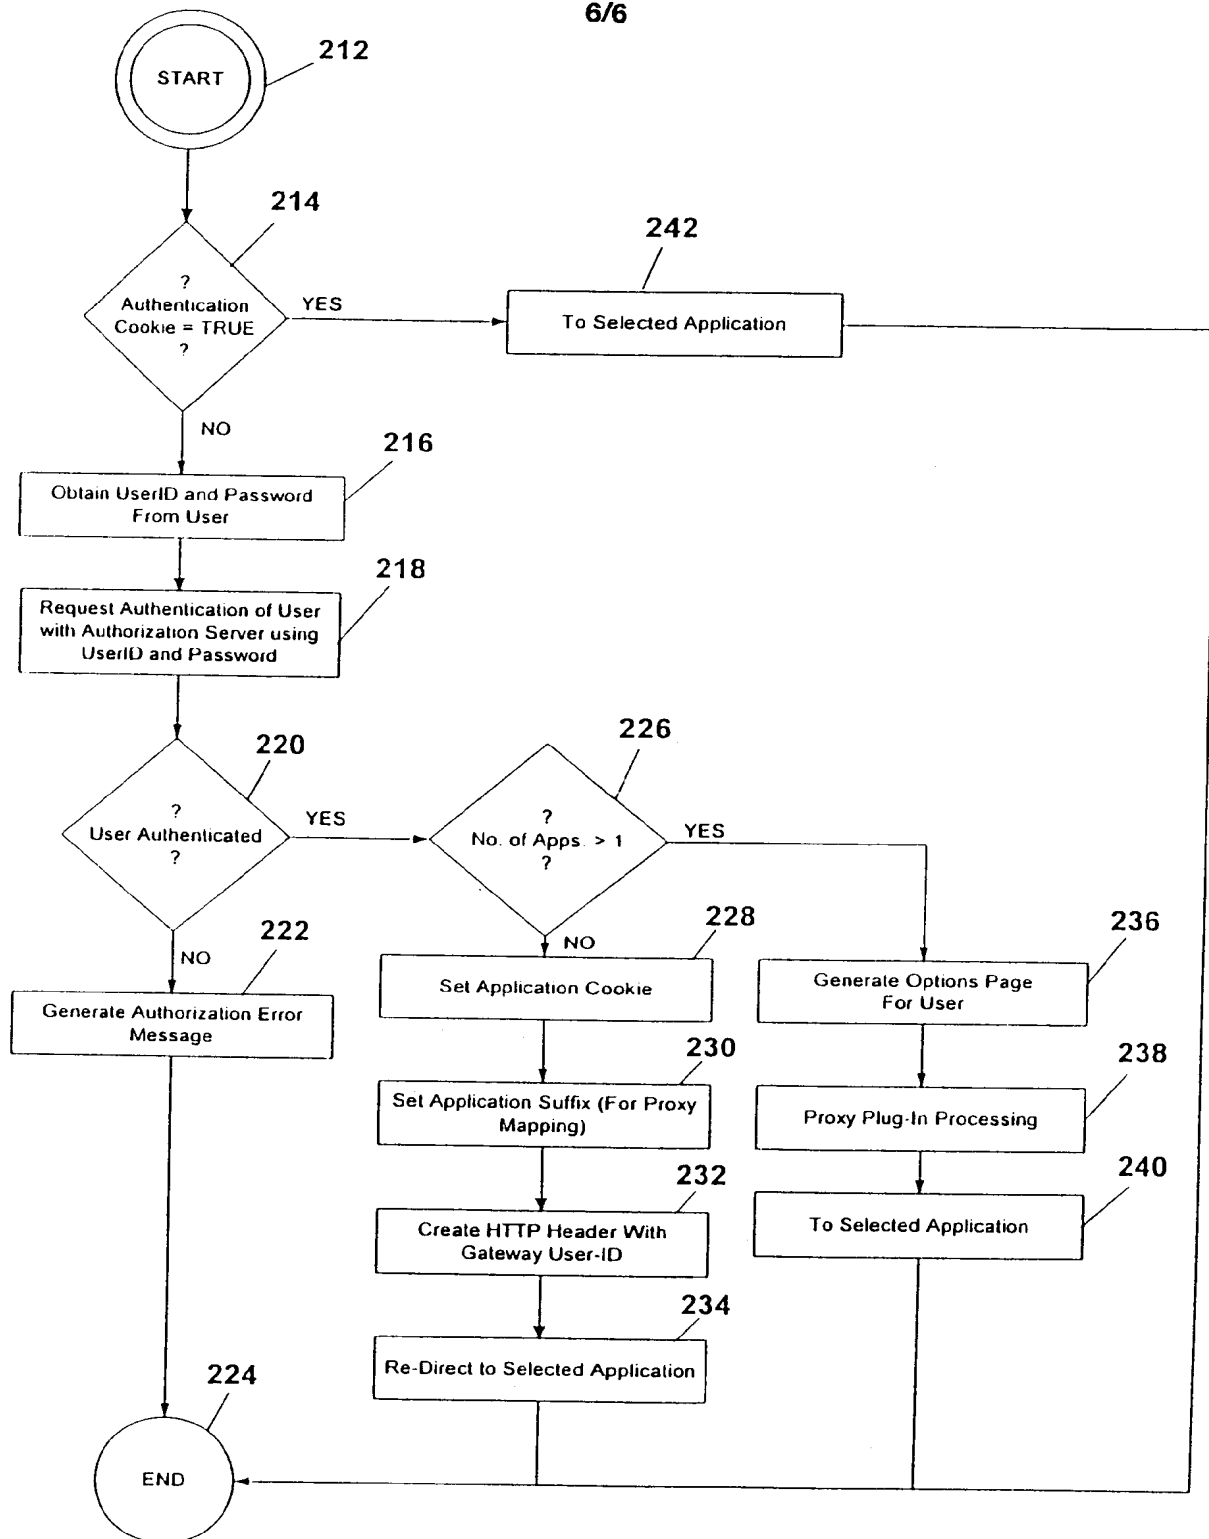 6/6
START
212
214
?
Authentication
Cookie = TRUE
?
YES
242
To Selected Application
NO
216
Obtain UserID and Password
From User
218
Request Authentication of User
with Authorization Server using
UserID and Password
220
?
User Authenticated
?
YES
226
?
No. of Apps. > 1
?
YES
NO
222
Generate Authorization Error
Message
NO
228
Set Application Cookie
236
Generate Options Page
For User
230
Set Application Suffix (For Proxy
Mapping)
238
Proxy Plug-In Processing
232
Create HTTP Header With
Gateway User-ID
240
To Selected Application
234
Re-Direct to Selected Application
224
END